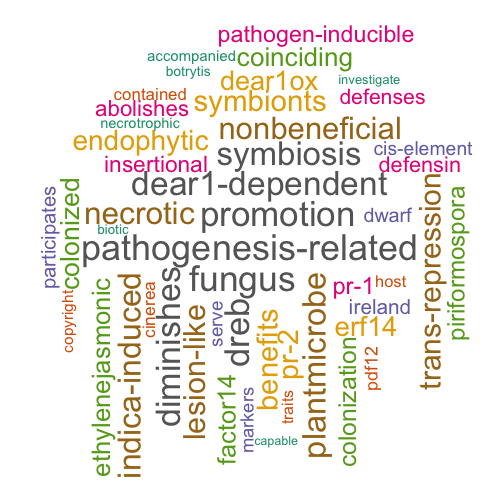 pathogen-inducible
accompanied
coinciding
botrytis
dear1ox
investigate
contained
symbionts
defenses
abolishes
necrotrophic
nonbeneficial
endophytic
cis-element
insertional
symbiosis
defensin
dear1-dependent
necrotic
promotion
dwarf
biotic
pathogenesis-related
fungus
pr-1
host
ireland
erf14
participates
colonized
copyright
ethylenejasmonic
indica-induced
cinerea
diminishes
lesion-like
serve
factor14
dreb
markers
benefits
pr-2
traits
capable
plantmicrobe
colonization
pdf12
trans-repression
piriformospora